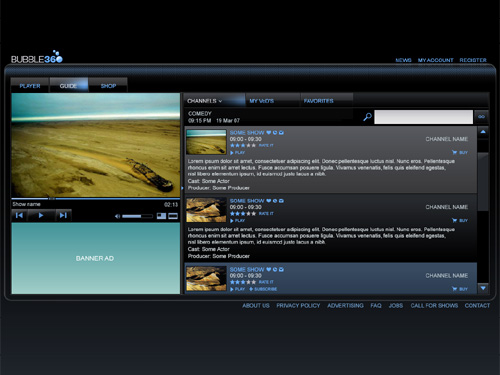 BUBBLE360
NEWS MY ACCOUNT REGISTER
PLAYER GUIDE SHOP
CHANNELS MY VoD'S FAVORITES
COMEDY
09:15 PM 19 Mar 07
GO
SOME SHOW
09:00 - 09:30 CHANNEL NAME
RATE IT
PLAY BUY
Lorem ipsum dolor sit amet, consectetuer adipiscing elit. Donec pellentesque luctus nisl. Nunc eros. Pellentesque
rhoncus enim est amet tempus lectus. Fusce accumsan posuere ligula. Vivamus venenatis, felis quis eleifend egestas,
nisl libero elementum ipsum, id euismod justo lacus a nibh.
Cast: Some Actor
Producer: Some Producer
SOME SHOW
09:00 - 09:30 CHANNEL NAME
RATE IT
PLAY BUY
Lorem ipsum dolor sit amet, consectetuer adipiscing elit. Donec pellentesque luctus nisl. Nunc eros. Pellentesque
rhoncus enim est amet tempus lectus. Fusce accumsan posuere ligula. Vivamus venenatis, felis quis eleifend egestas,
nisl libero elementum ipsum, id euismod justo lacus a nibh.
Cast: Some Actor
Producer: Some Producer
SOME SHOW
09:00 - 09:30 CHANNEL NAME
RATE IT
PLAY SUBSCRIBE BUY
Show name 02:13
BANNER AD
ABOUT US PRIVACY POLICY ADVERTISING FAQ JOBS CALL FOR SHOWS CONTACT